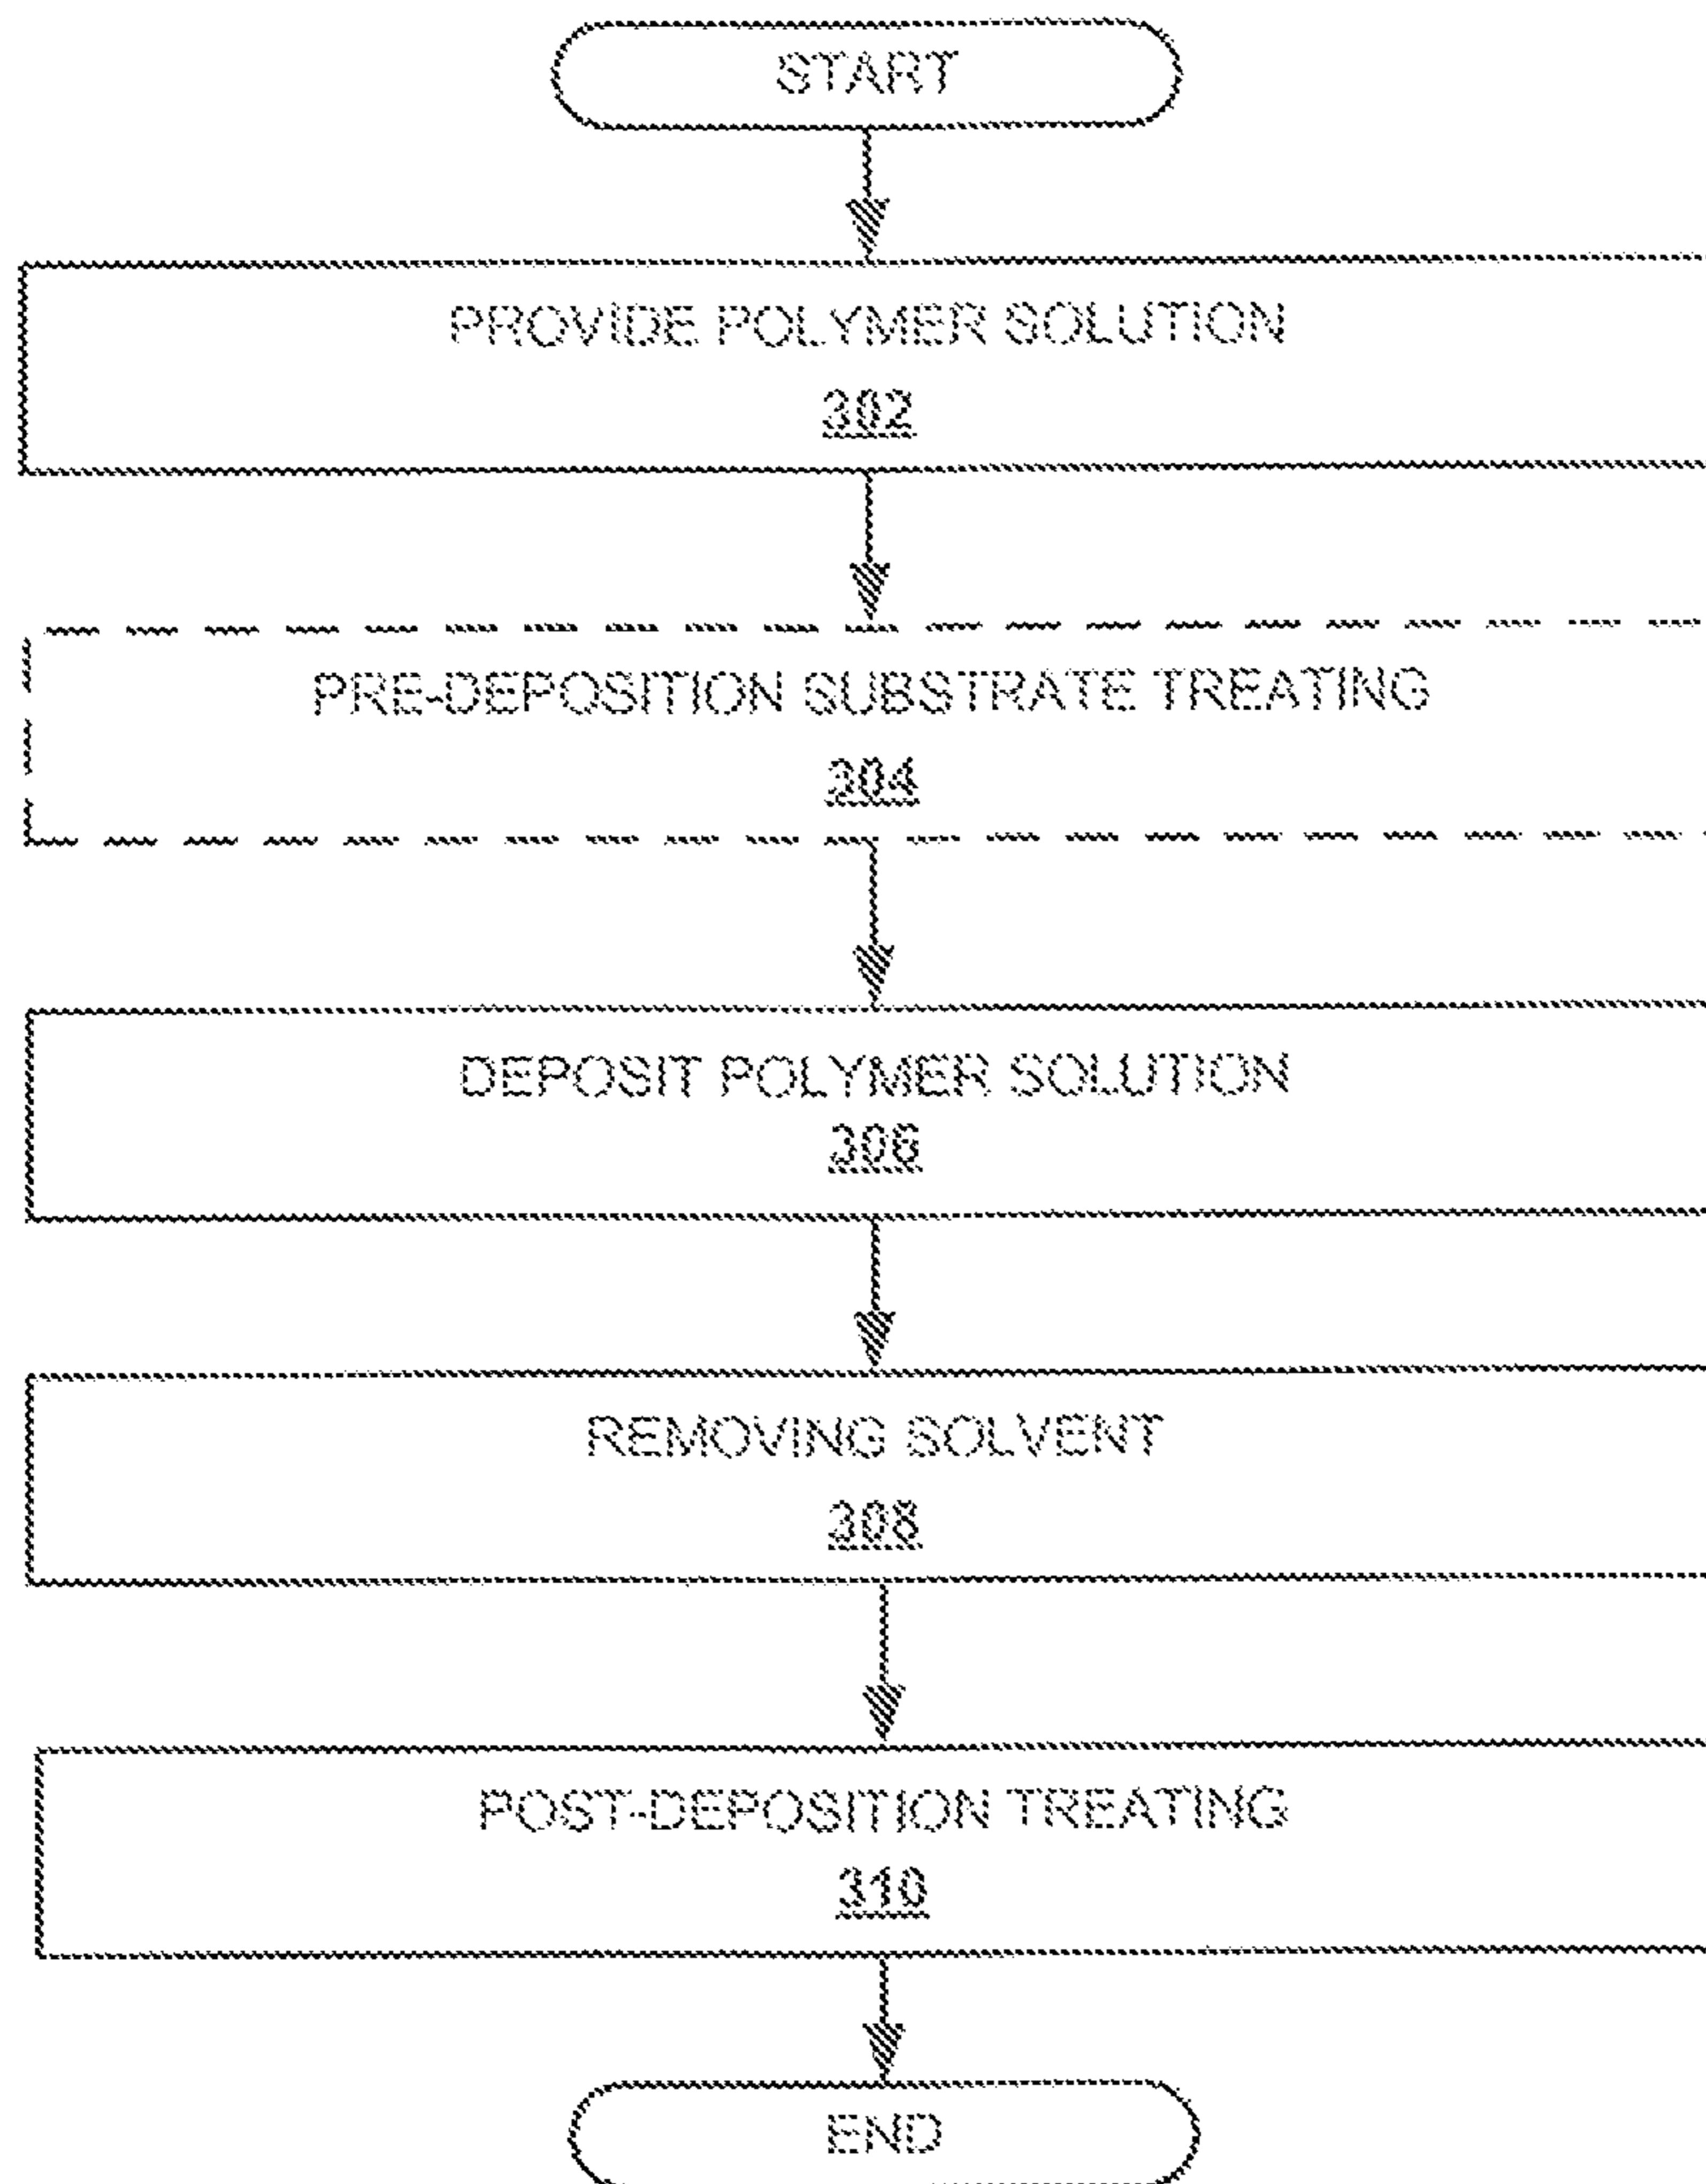 START
PROVIDE POLYMER SOLUTION
302
PRE-DEPOSITION SUBSTRATE TREATING
304
DEPOSIT POLYMER SOLUTION
306
REMOVING SOLVENT
308
POST-DEPOSITION TREATING
310
END